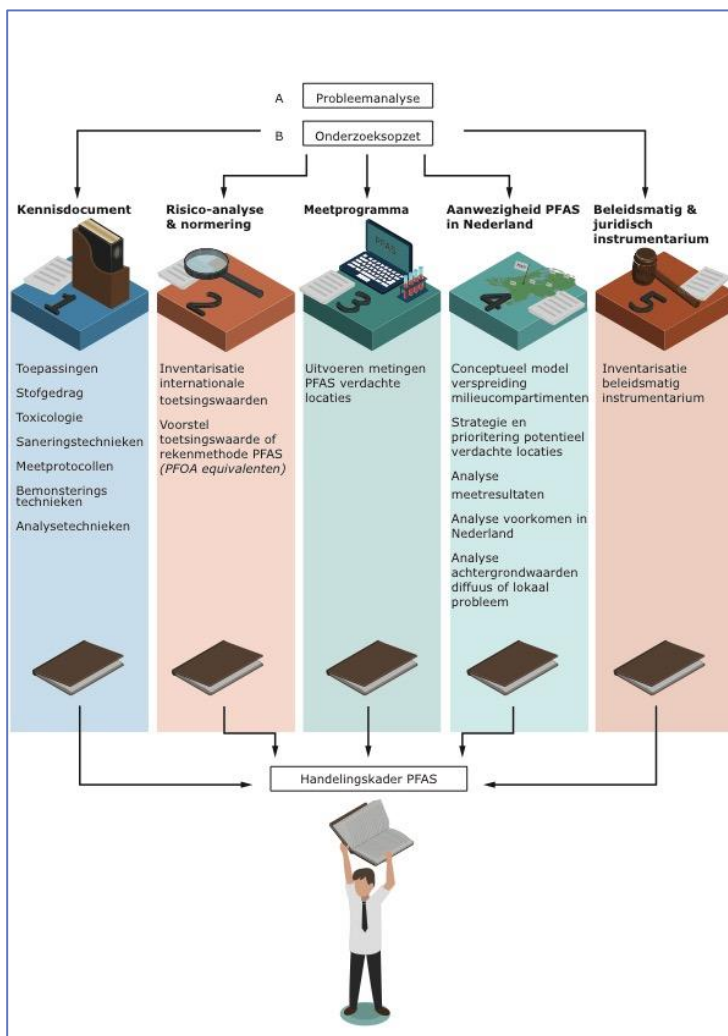 A Probleemanalyse
B Onderzoeksopzet
Kennisdocument
Risico-analyse
& normering
Meetprogramma
Aanwezigheid PFAS
in Nederland
Beleidsmatig &
juridisch
instrumentarium
1
2
PFAS
3
4
5
Toepassingen
Stofgedrag
Toxicologie
Saneringstechnieken
Meetprotocollen
Bemonsterings
technieken
Analysetechnieken
Inventarisatie
internationale
toetsingswaarden
Voorstel
toetsingswaarde of
rekenmethode PFAS
(PFOA equivalenten)
Uitvoeren metingen
PFAS verdachte
locaties
Conceptueel model
verspreiding
milieucompartimenten
Strategie en
prioritering potentieel
verdachte locaties
Analyse
meetresultaten
Analyse voorkomen in
Nederland
Analyse
achtergrondwaarden
diffuus of lokaal
probleem
Inventarisatie
beleidsmatig
instrumentarium
Handelingskader PFAS